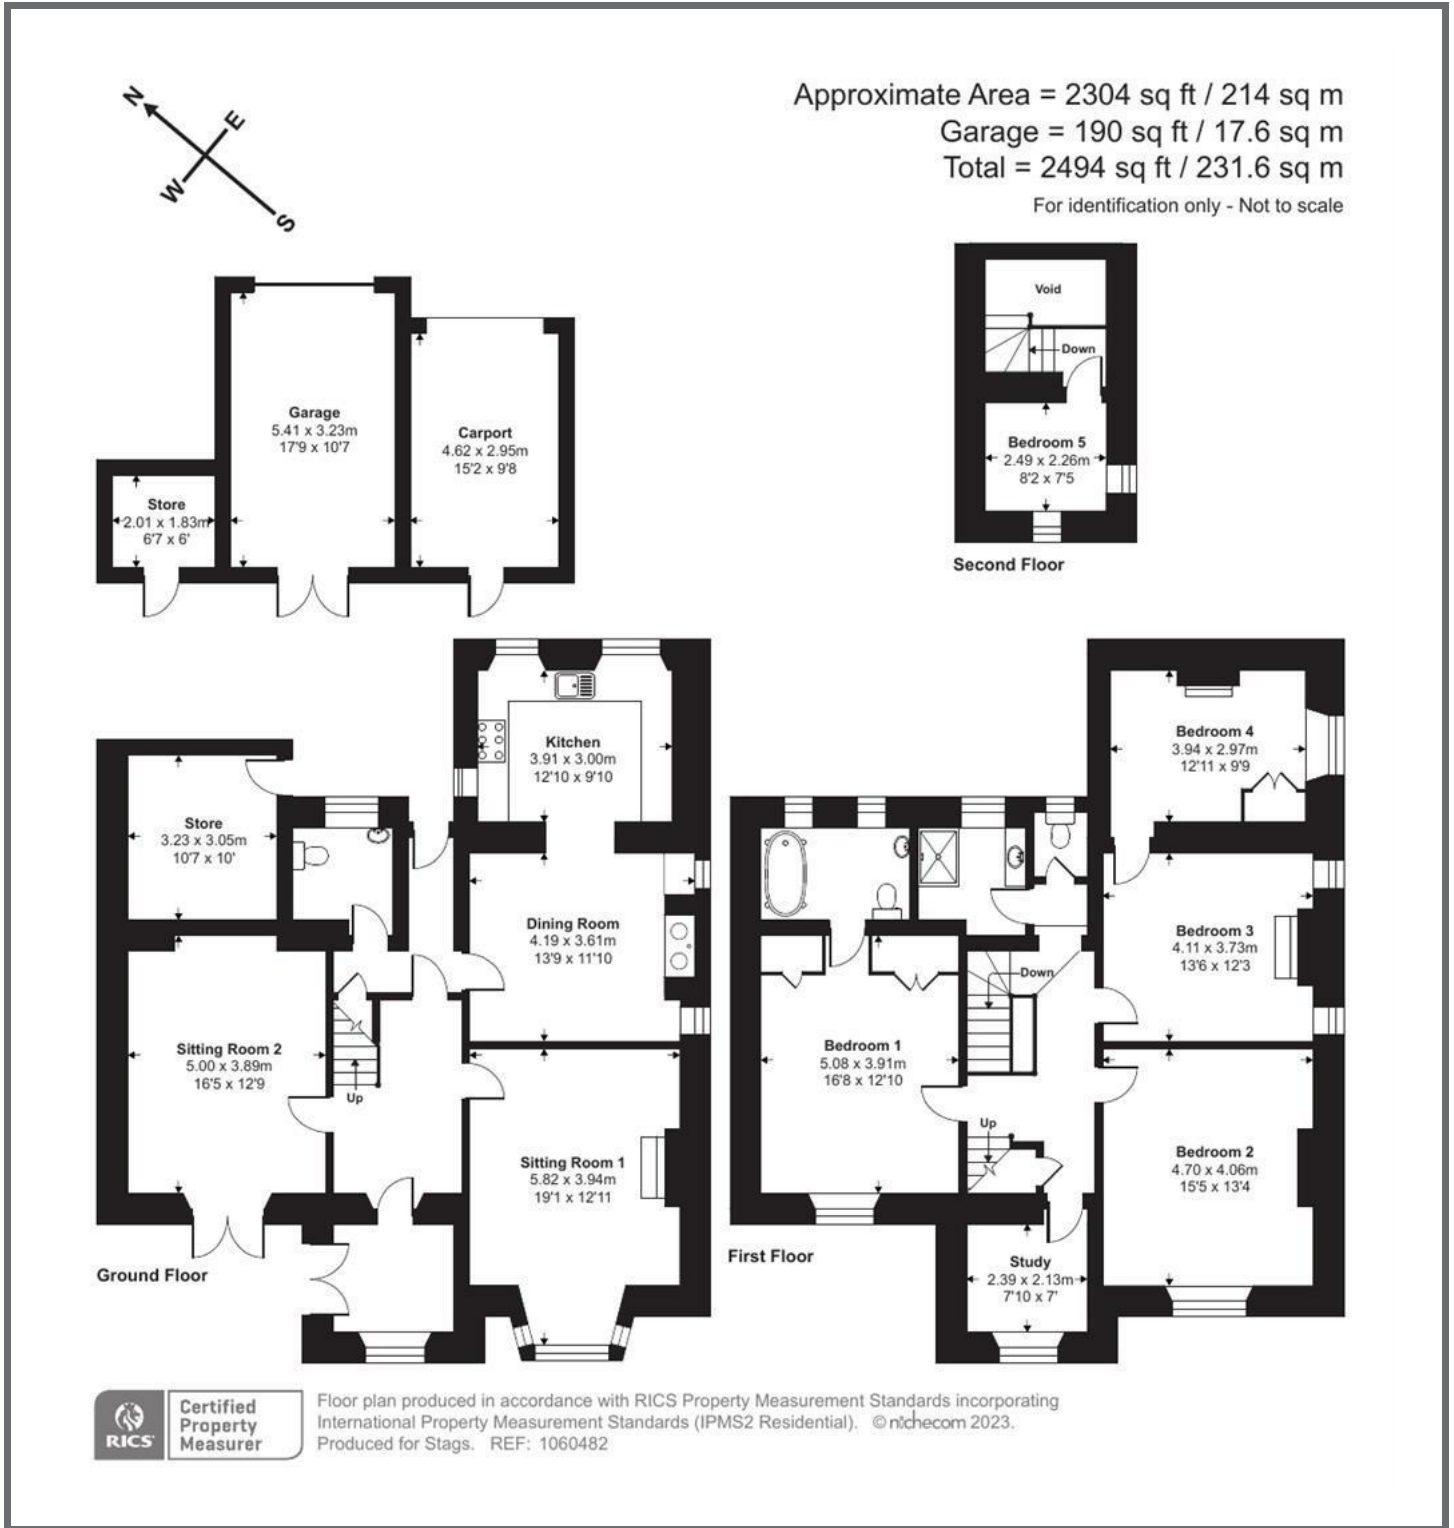 N
E
W
S
Approximate Area = 2304 sq ft / 214 sq m
Garage = 190 sq ft / 17.6 sq m
Total = 2494 sq ft / 231.6 sq m
For identification only - Not to scale
Garage
5.41 x 3.23m
17'9 x 10'7
Carport
4.62 x 2.95m
15'2 x 9'8
Store
2.01 x 1.83m
6'7 x 6'
Void
Down
Bedroom 5
2.49 x 2.26m
8'2 x 7'5
Second Floor
Kitchen
3.91 x 3.00m
12'10 x 9'10
Store
3.23 x 3.05m
10'7 x 10'
Dining Room
4.19 x 3.61m
13'9 x 11'10
Sitting Room 2
5.00 x 3.89m
16'5 x 12'9
Up
Sitting Room 1
5.82 x 3.94m
19'1 x 12'11
Ground Floor
Bedroom 4
3.94 x 2.97m
12'11 x 9'9
Bedroom 3
4.11 x 3.73m
13'6 x 12'3
Down
Bedroom 1
5.08 x 3.91m
16'8 x 12'10
Up
Bedroom 2
4.70 x 4.06m
15'5 x 13'4
Study
2.39 x 2.13m
7'10 x 7'
First Floor
RICS
Certified
Property
Measurer
Floor plan produced in accordance with RICS Property Measurement Standards incorporating
International Property Measurement Standards (IPMS2 Residential). © nichecom 2023.
Produced for Stags. REF: 1060482